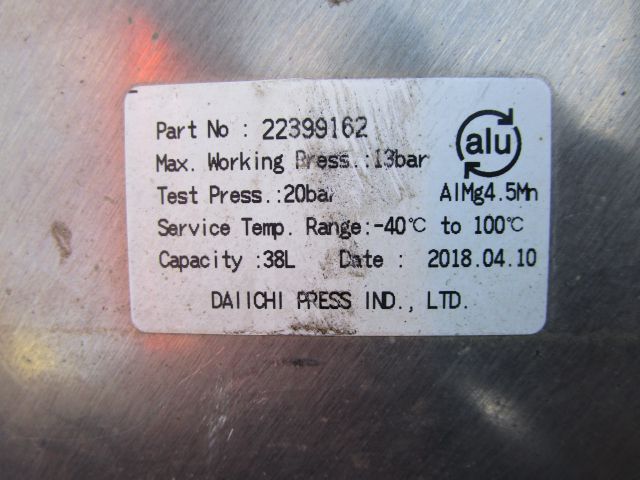 Part No : 22399162
alu
Max. Working Press.:13bar
Test Press.:20bar
AlMg4.5Mn
Service Temp. Range:-40℃ to 100℃
Capacity :38L Date : 2018.04.10
DAIICHI PRESS IND., LTD.